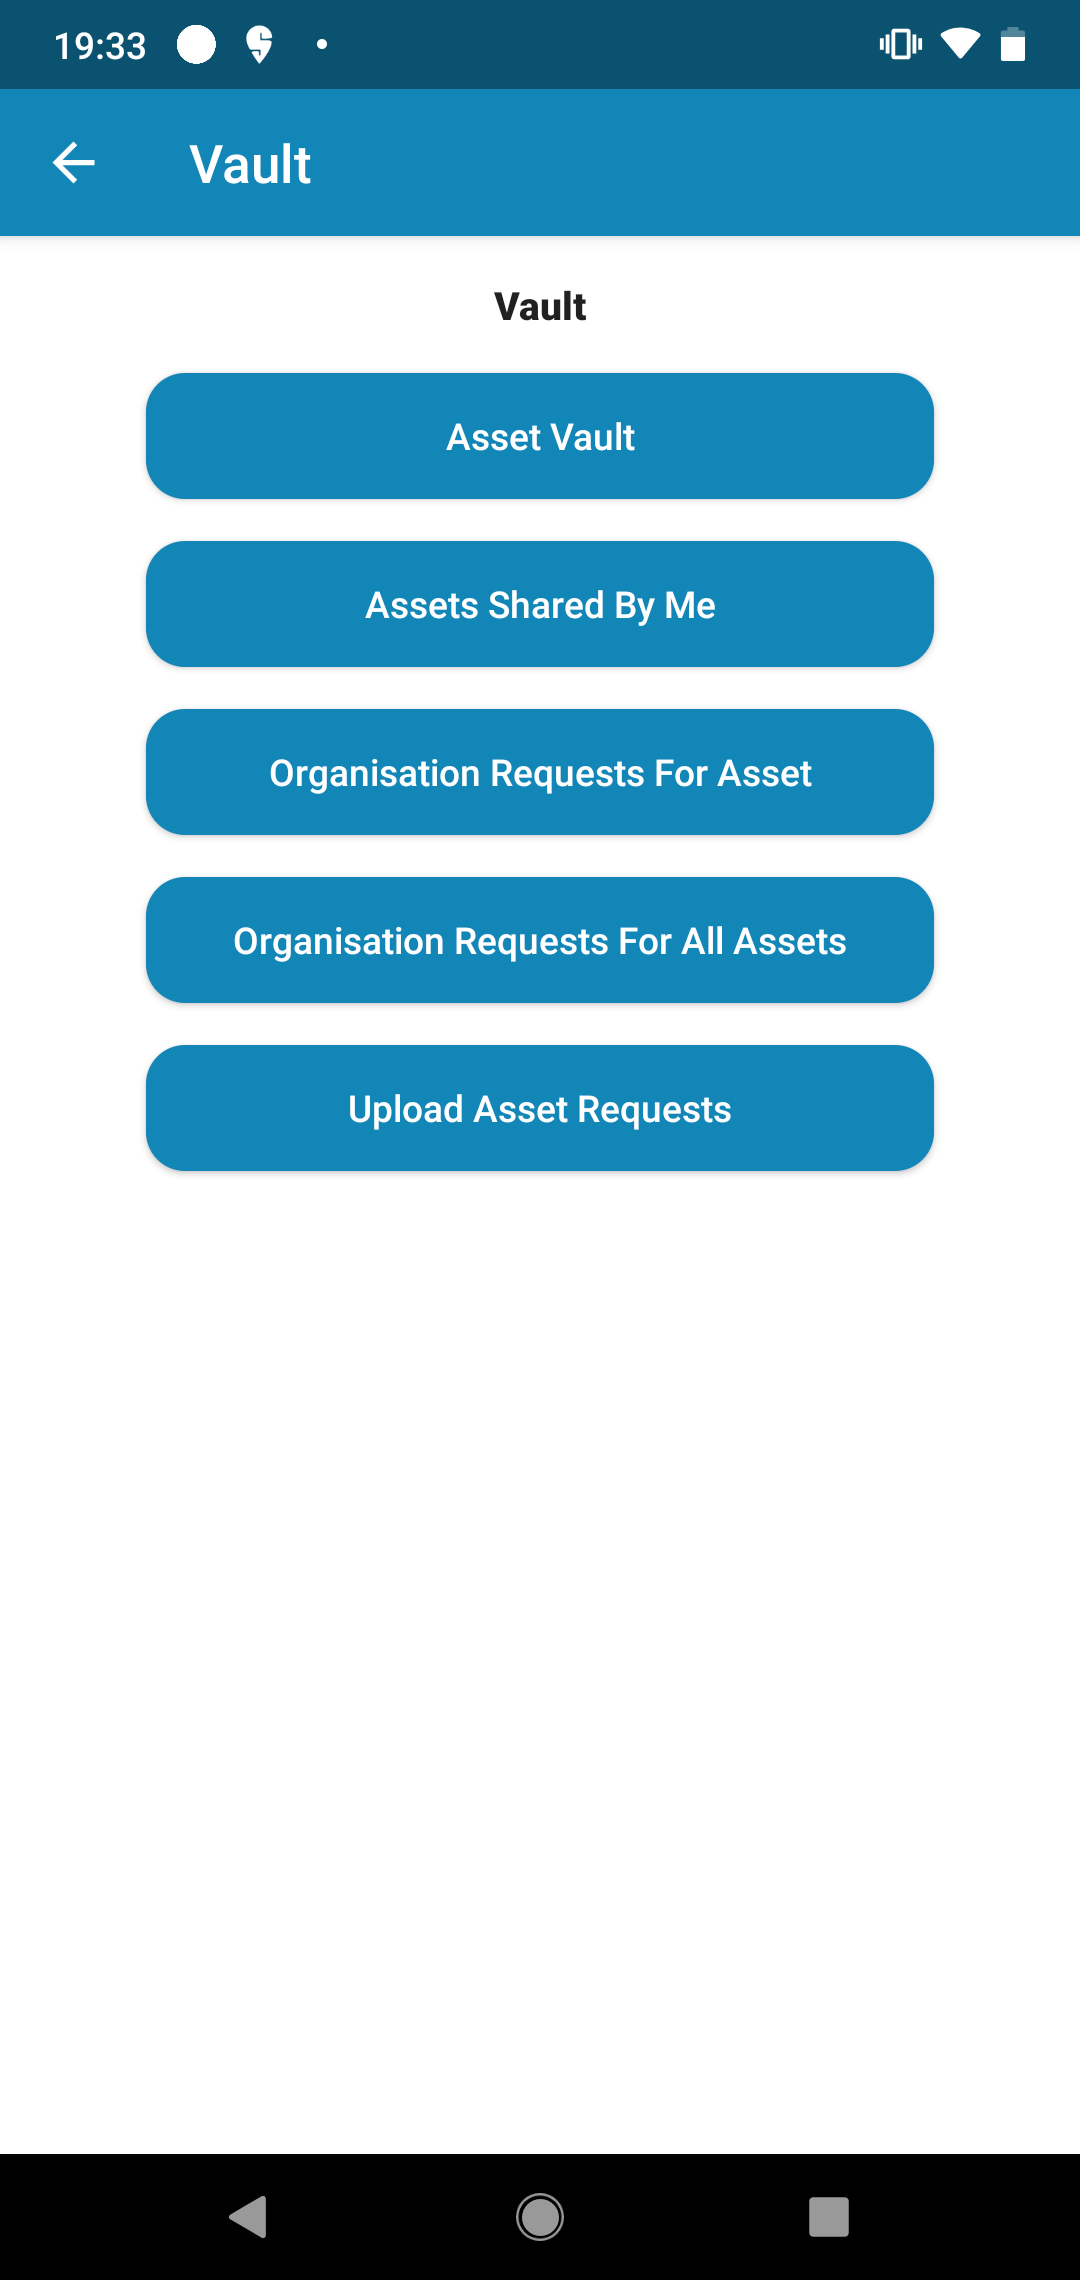 19:33
Vault
Vault
Asset Vault
Assets Shared By Me
Organisation Requests For Asset
Organisation Requests For All Assets
Upload Asset Requests